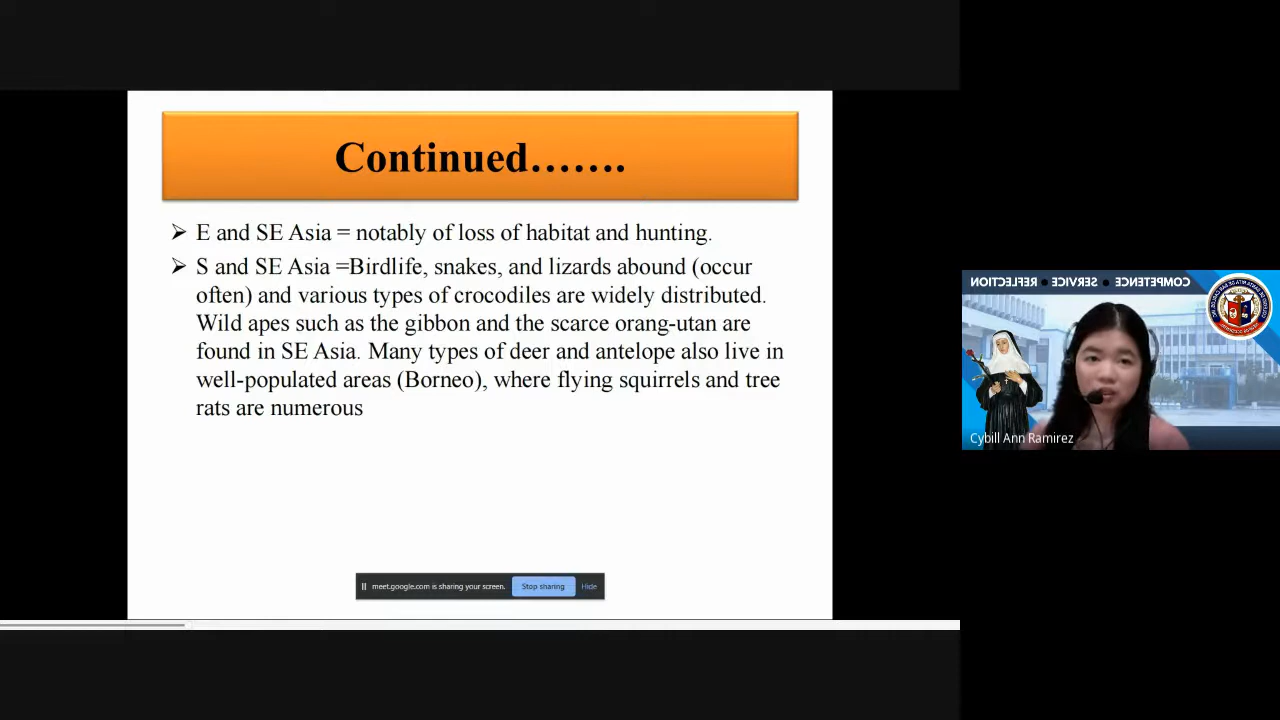 Continued…….
➢ E and SE Asia = notably of loss of habitat and hunting.
➢ S and SE Asia =Birdlife, snakes, and lizards abound (occur
often) and various types of crocodiles are widely distributed.
Wild apes such as the gibbon and the scarce orang-utan are
found in SE Asia. Many types of deer and antelope also live in
well-populated areas (Borneo), where flying squirrels and tree
rats are numerous
meet.google.com is sharing your screen. Stop sharing Hide
COMPETENCE • SERVICE • REFLECTION
Cybill Ann Ramirez